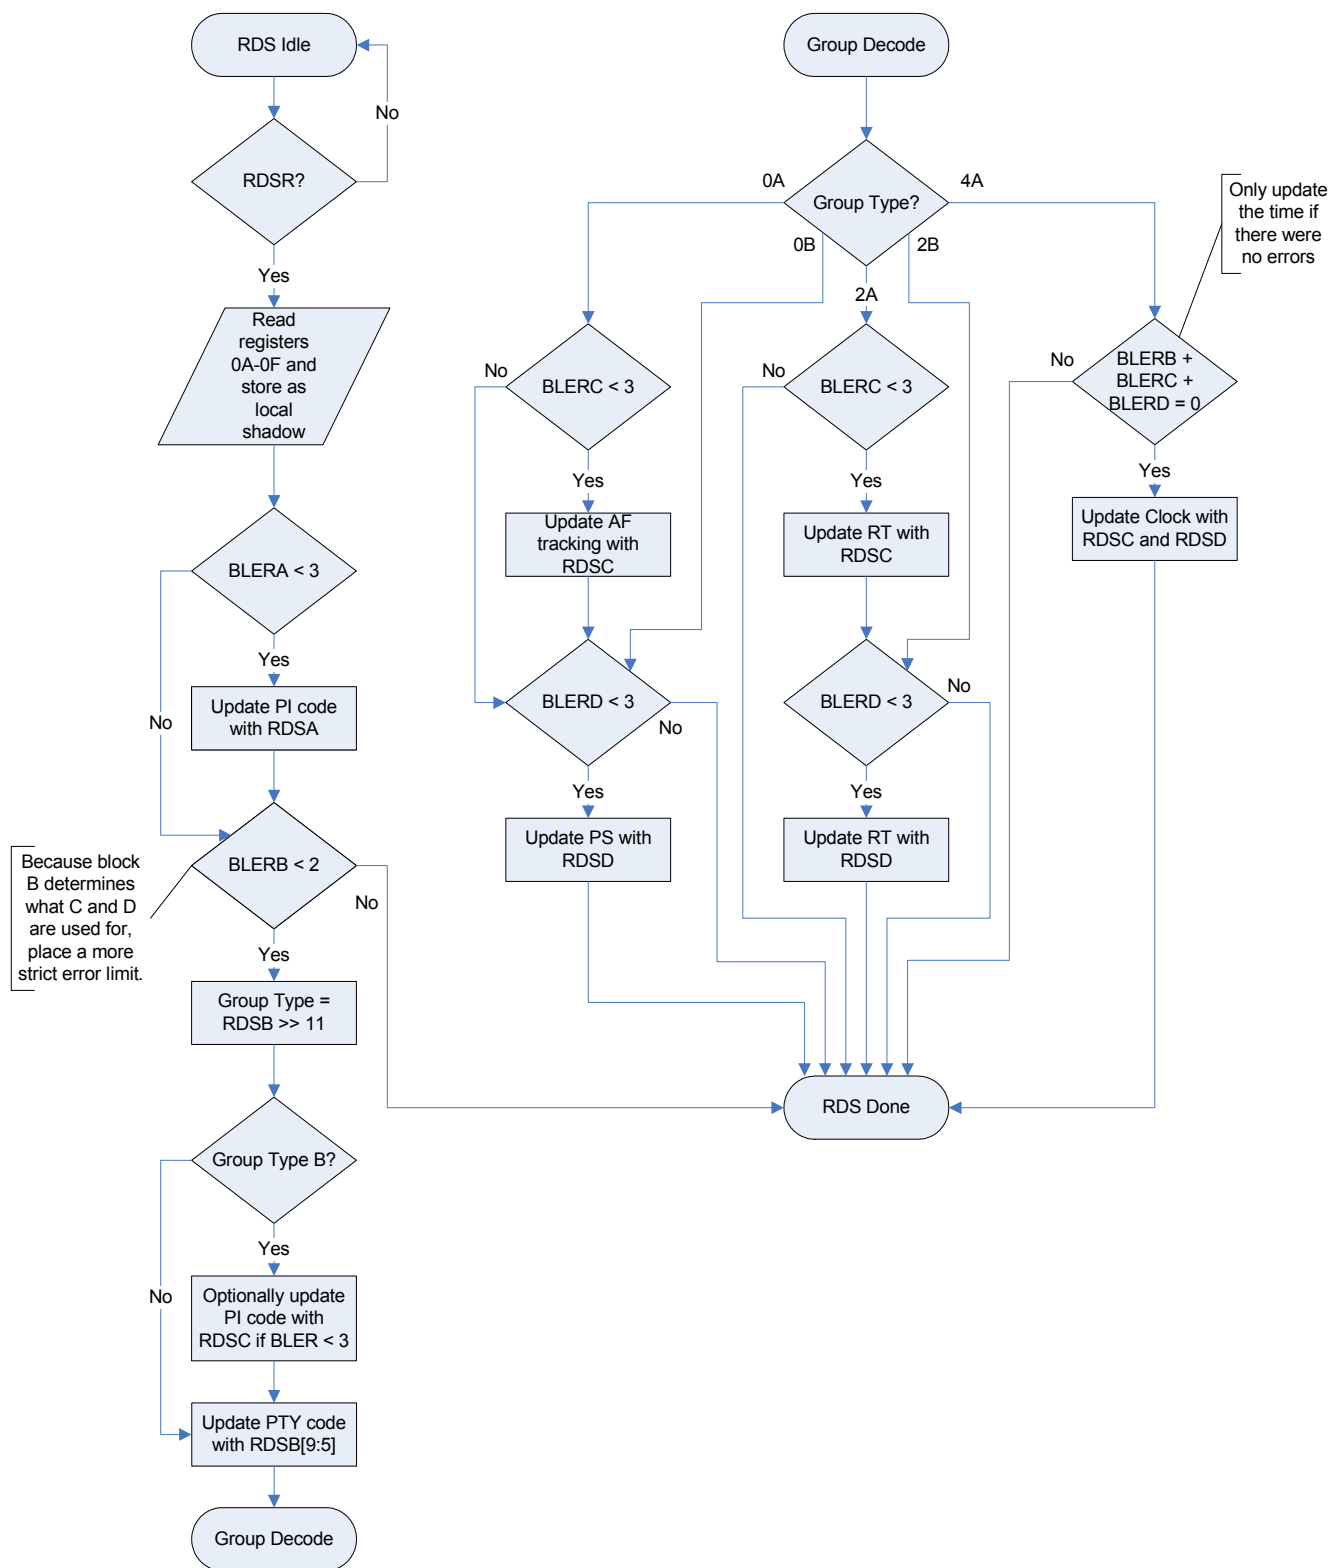 RDS Idle
No
RDSR?
Yes
Read
registers
0A-0F and
store as
local
shadow
BLERA < 3
Yes
No
Update PI code
with RDSA
BLERB < 2
No
Because block
B determines
what C and D
are used for,
place a more
strict error limit.
Yes
Group Type =
RDSB >> 11
Group Type B?
Yes
No
Optionally update
PI code with
RDSC if BLER < 3
Update PTY code
with RDSB[9:5]
Group Decode
Group Decode
Group Type?
0A
0B
2A
2B
4A
Only update
the time if
there were
no errors
No
BLERC < 3
Yes
Update AF
tracking with
RDSC
BLERD < 3
No
Yes
Update PS with
RDSD
No
BLERC < 3
Yes
Update RT with
RDSC
BLERD < 3
No
Yes
Update RT with
RDSD
No
BLERB +
BLERC +
BLERD = 0
Yes
Update Clock with
RDSC and RDSD
RDS Done